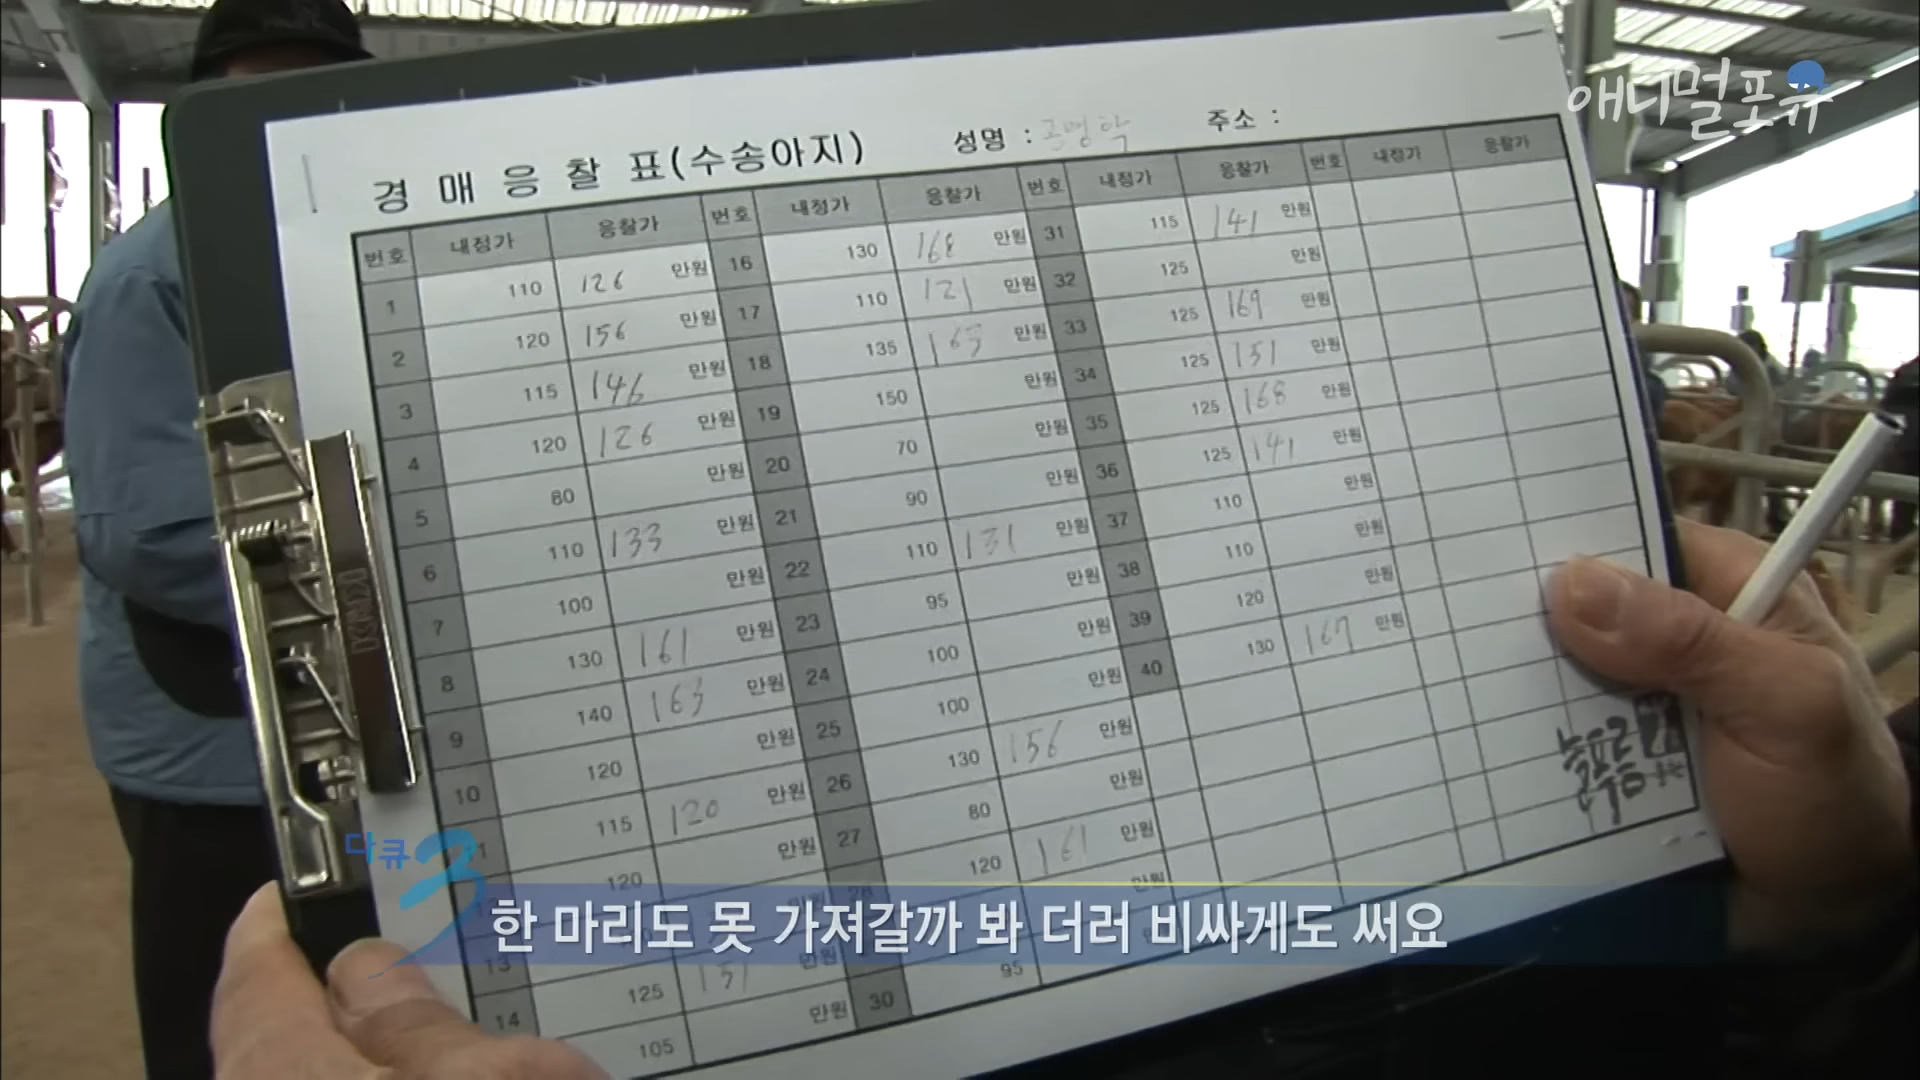 애니멀포유
경매응찰표(수송아지) 성명 : 주소 :
번호 내정가 응찰가 번호 내정가 응찰가 번호 내정가 응찰가 번호 내정가 응찰가
1 110 126 만원 16 130 168 만원 31 115 141 만원
2 120 156 만원 17 110 121 만원 32 125 만원
3 115 146 만원 18 135 163 만원 33 125 169 만원
4 120 126 만원 19 150 만원 34 125 151 만원
5 80 만원 20 70 만원 35 125 168 만원
6 110 133 만원 21 90 만원 36 125 141 만원
7 100 만원 22 110 131 만원 37 110 만원
8 130 161 만원 23 95 만원 38 110 만원
9 140 163 만원 24 100 만원 39 120 만원
10 120 만원 25 100 만원 40 130 167 만원
115 120 만원 26 130 156 만원
120 만원 27 80 만원
13 만원 28 120 161 만원
14 125 151 만원 만원
105 만원 30 95
늘푸름
다큐3
한 마리도 못 가져갈까 봐 더러 비싸게도 써요